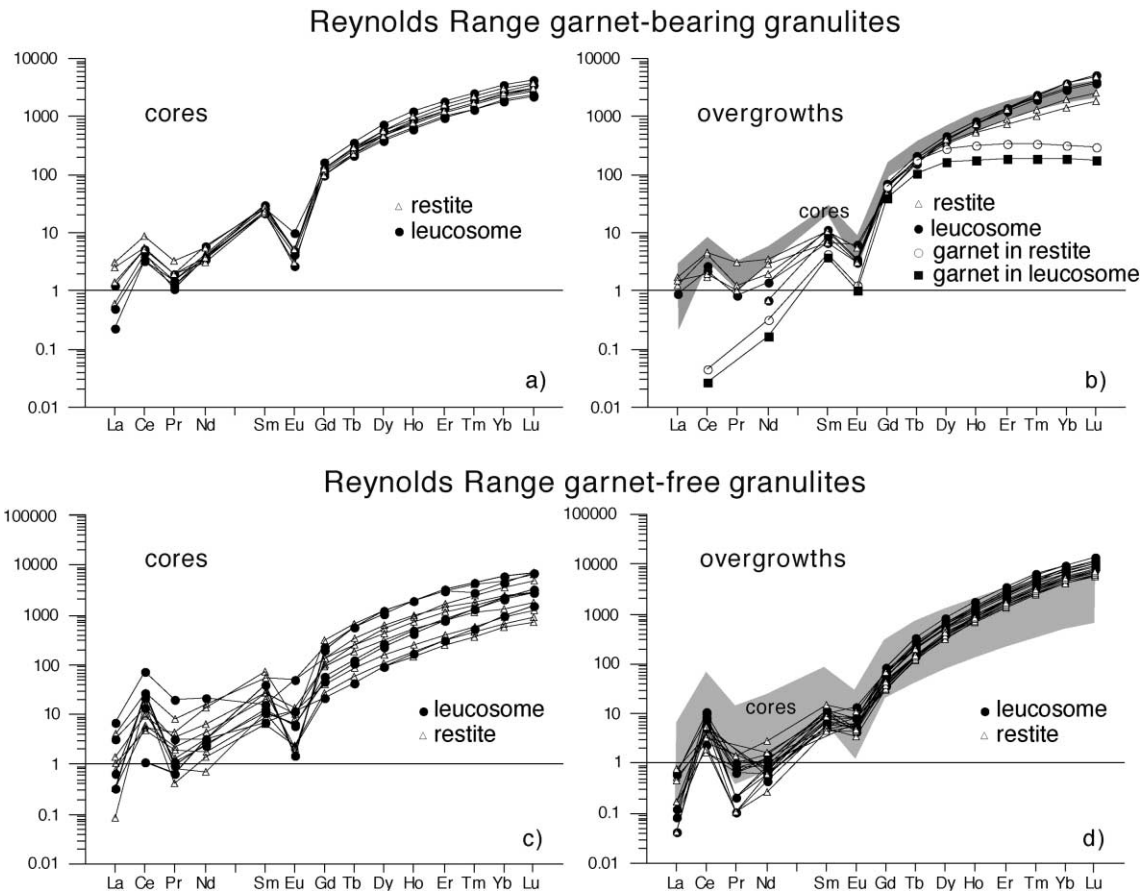 Reynolds Range garnet-bearing granulites
10000
1000
100
10
1
0.1
0.01
cores
restite
leucosome
a)
La Ce Pr Nd Sm Eu Gd Tb Dy Ho Er Tm Yb Lu
10000
1000
100
10
1
0.1
0.01
overgrowths
cores
restite
leucosome
garnet in restite
garnet in leucosome
b)
La Ce Pr Nd Sm Eu Gd Tb Dy Ho Er Tm Yb Lu
Reynolds Range garnet-free granulites
100000
10000
1000
100
10
1
0.1
0.01
cores
leucosome
restite
c)
La Ce Pr Nd Sm Eu Gd Tb Dy Ho Er Tm Yb Lu
100000
10000
1000
100
10
1
0.1
0.01
overgrowths
cores
leucosome
restite
d)
La Ce Pr Nd Sm Eu Gd Tb Dy Ho Er Tm Yb Lu